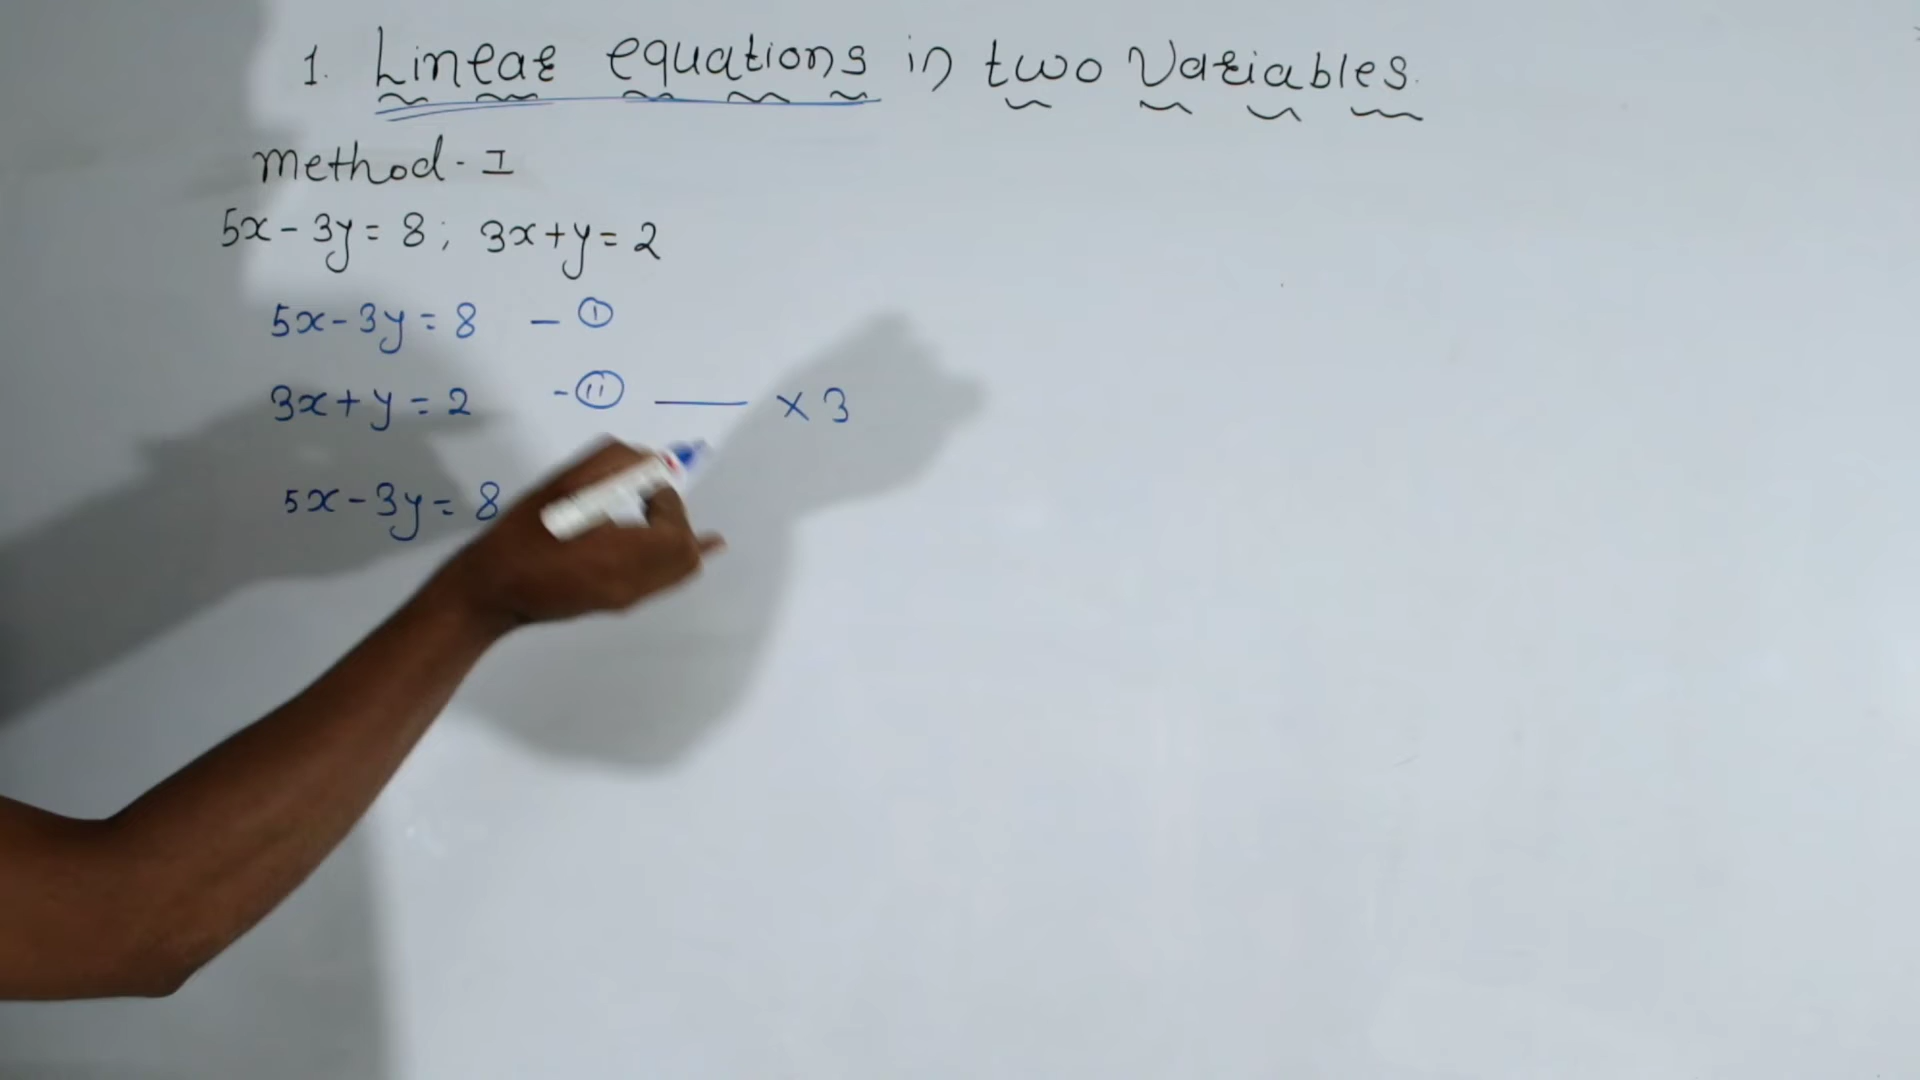 1. Linear equations in two Variables.
Method - I
5x - 3y = 8 ; 3x + y = 2
5x - 3y = 8 - ①
3x + y = 2 - ⑪ — × 3
5x - 3y = 8